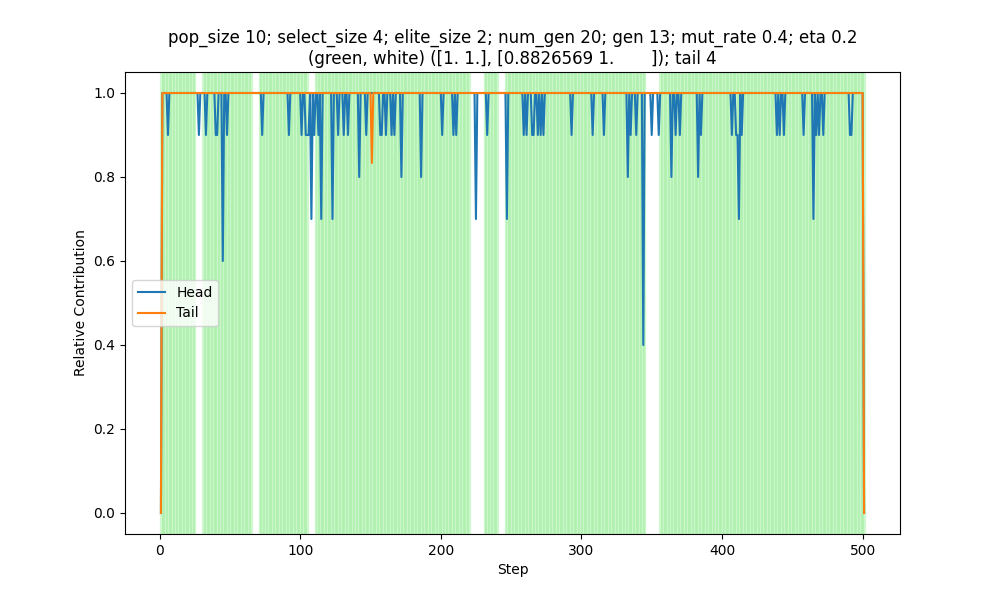 pop_size 10; select_size 4; elite_size 2; num_gen 20; gen 13; mut_rate 0.4; eta 0.2
(green, white) ([1. 1.], [0.8826569 1.        ]); tail 4
1.0
0.8
0.6
0.4
0.2
0.0
Relative Contribution
Head
Tail
0
100
200
300
400
500
Step